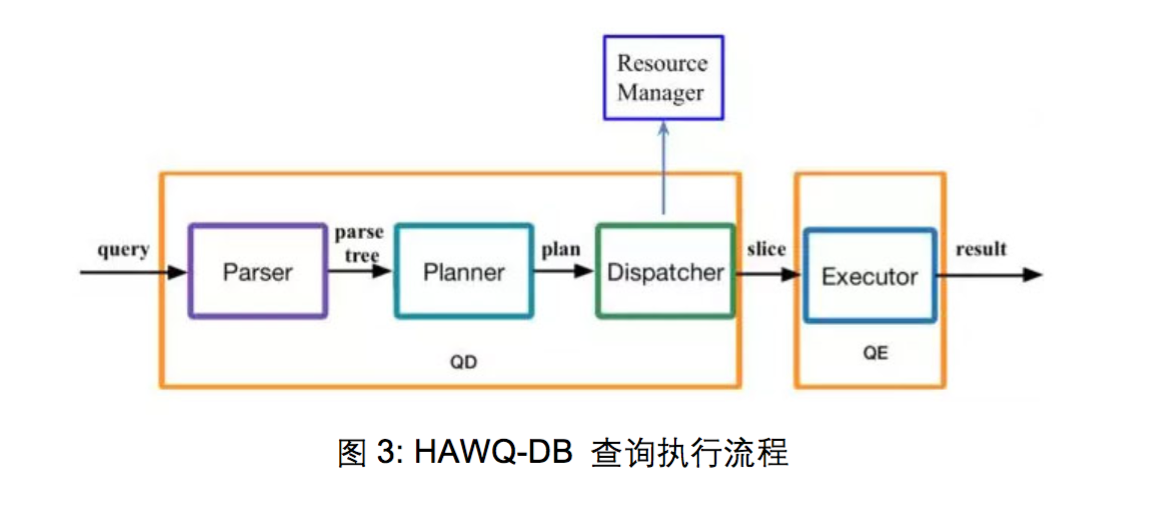 Resource
Manager
query
Parser
parse
tree
Planner
plan
Dispatcher
slice
Executor
result
QD
QE
图 3: HAWQ-DB 查询执行流程